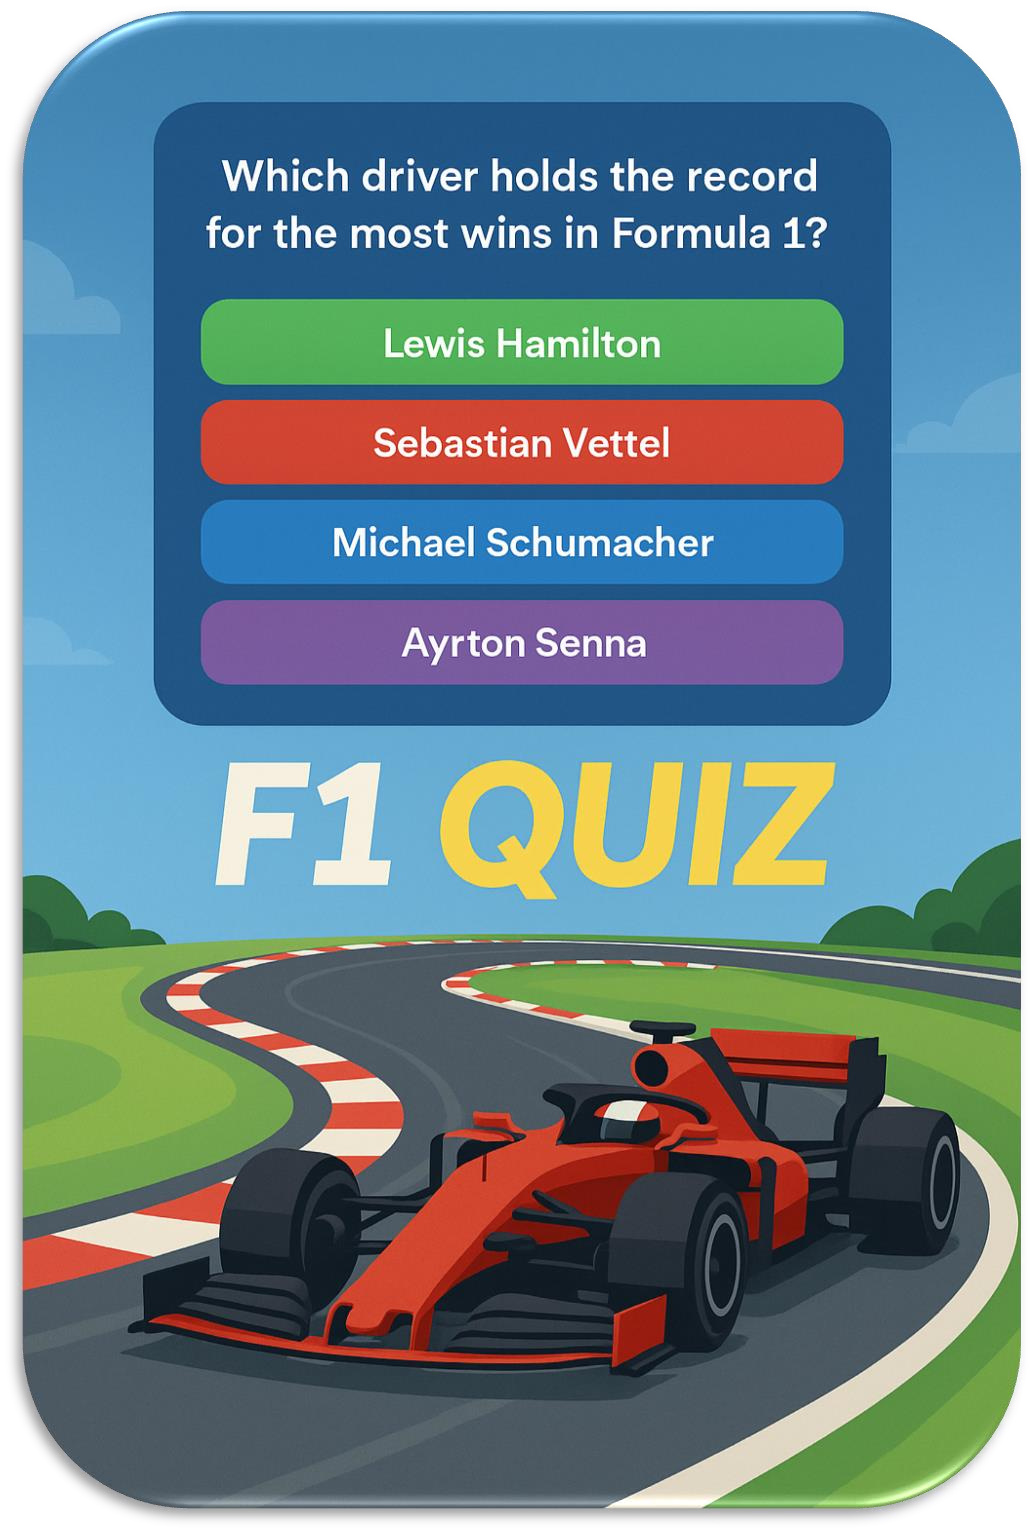 Which driver holds the record
for the most wins in Formula 1?
Lewis Hamilton
Sebastian Vettel
Michael Schumacher
Ayrton Senna
F1 QUIZ